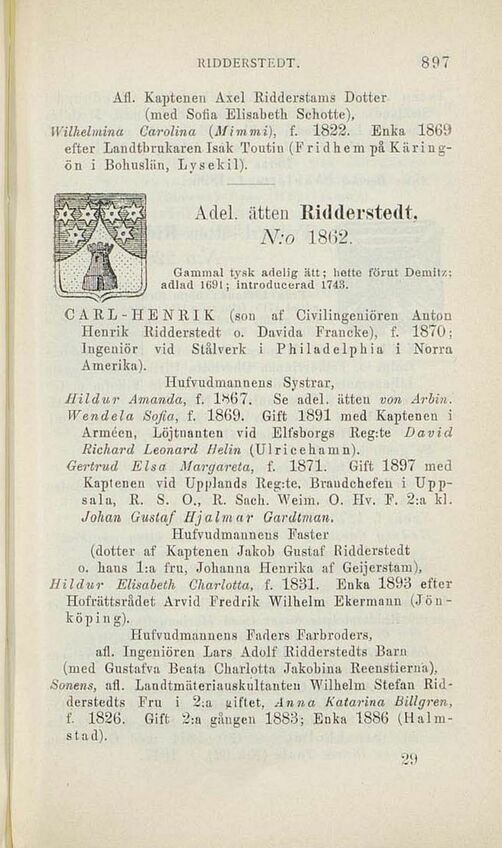 RIDDERSTEDT. 897
Afl. Kaptenen Axel Ridderstams Dotter
(med Sofia Elisabeth Schotte),
Wilhelmina Carolina (Mimmi), f. 1822. Enka 1869
efter Landtbrukaren Isak Toutin (Fridhem på Käring-
ön i Bohuslän, Lysekil).
Adel. ätten Ridderstedt,
N:o 1862.
Gammal tysk adelig ätt; hette förut Demitz;
adlad 1691; introducerad 1743.
CARL-HENRIK (son af Civilingeniören Anton
Henrik Ridderstedt o. Davida Francke), f. 1870;
Ingeniör vid Stålverk i Philadelphia i Norra
Amerika).
Hufvudmannens Systrar,
Hildur Amanda, f. 1867. Se adel. ätten von Arbin.
Wendela Sofia, f. 1869. Gift 1891 med Kaptenen i
Arméen, Löjtnanten vid Elfsborgs Reg:te David
Richard Leonard Helin (Ulricehamn).
Gertrud Elsa Margareta, f. 1871. Gift 1897 med
Kaptenen vid Upplands Reg:te, Brandchefen i Upp-
sala, R. S. O., R. Sach. Weim. O. Hv. F. 2:a kl.
Johan Gustaf Hjalmar Gardtman.
Hufvudmannens Faster
(dotter af Kaptenen Jakob Gustaf Ridderstedt
o. hans 1:a fru, Johanna Henrika af Geijerstam),
Hildur Elisabeth Charlotta, f. 1831. Enka 1893 efter
Hofrättsrådet Arvid Fredrik Wilhelm Ekermann (Jön-
köping).
Hufvudmannens Faders Farbroders,
afl. Ingeniören Lars Adolf Ridderstedts Barn
(med Gustafva Beata Charlotta Jakobina Reenstierna),
Sonens, afl. Landtmäteriauskultanten Wilhelm Stefan Rid-
derstedts Fru i 2:a giftet, Anna Katarina Billgren,
f. 1826. Gift 2:a gången 1883; Enka 1886 (Halm-
stad).
29